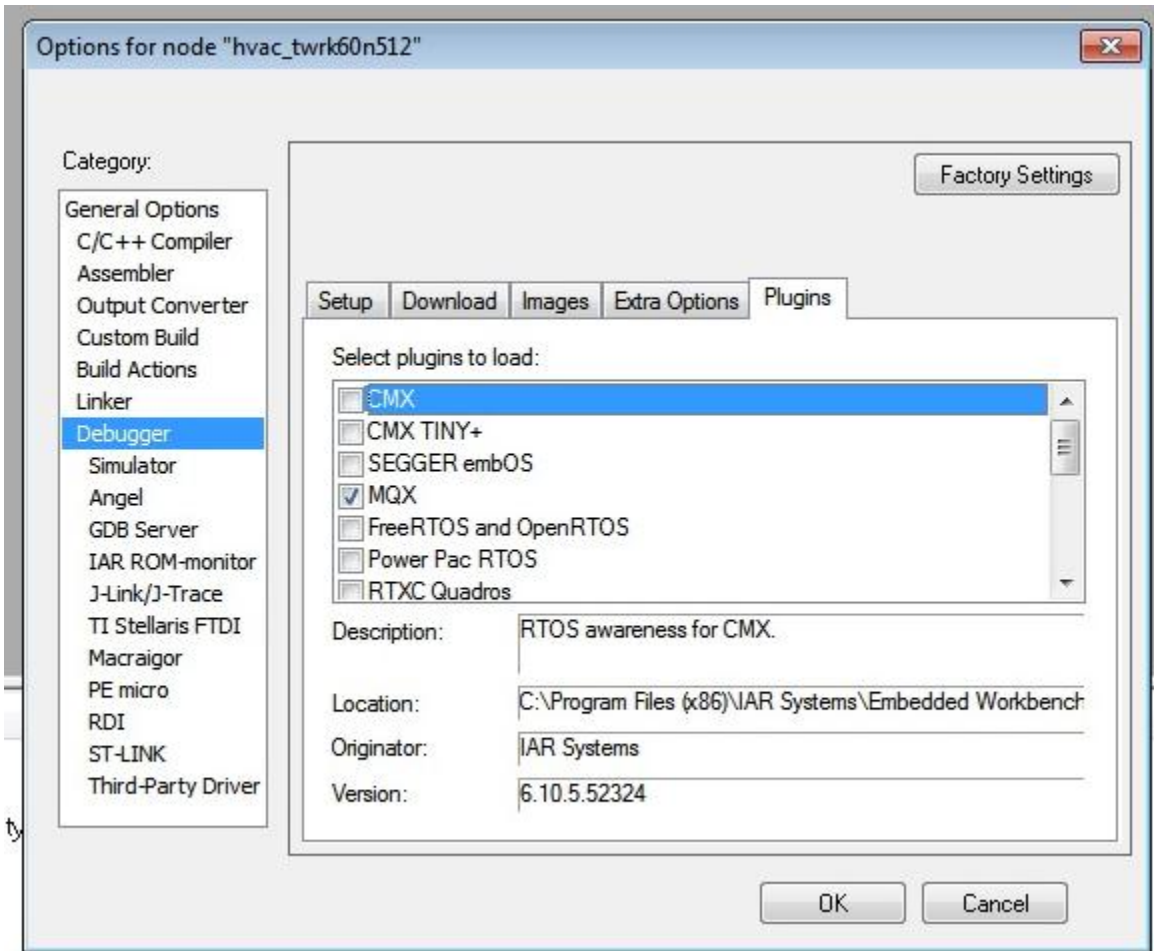 Options for node "hvac_twrk60n512"
Category:
General Options
C/C++ Compiler
Assembler
Output Converter
Custom Build
Build Actions
Linker
Debugger
Simulator
Angel
GDB Server
IAR ROM-monitor
J-Link/J-Trace
TI Stellaris FTDI
Macraigor
PE micro
RDI
ST-LINK
Third-Party Driver
Factory Settings
Setup Download Images Extra Options Plugins
Select plugins to load:
CMX
CMX TINY+
SEGGER embOS
MQX
FreeRTOS and OpenRTOS
Power Pac RTOS
RTXC Quadros
Description: RTOS awareness for CMX.
Location: C:\Program Files (x86)\IAR Systems\Embedded Workbench
Originator: IAR Systems
Version: 6.10.5.52324
OK Cancel
ty